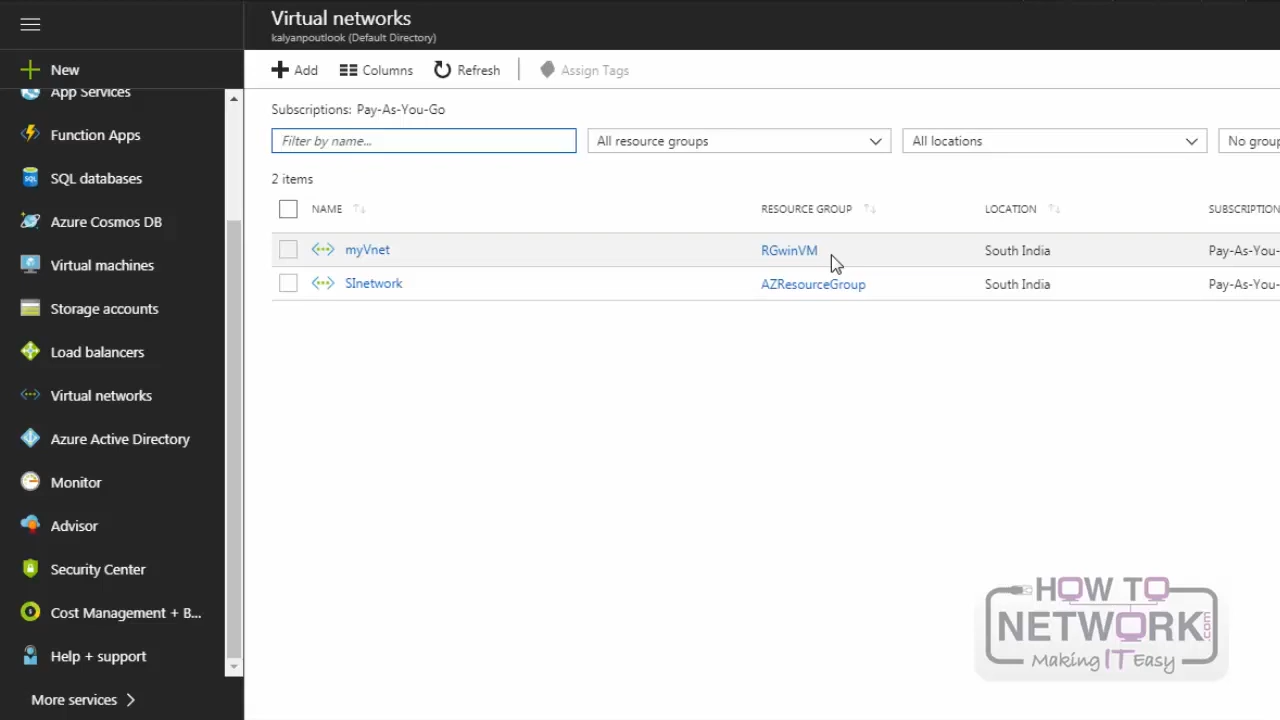 Virtual networks
kalyanpoutlook (Default Directory)
New
Add Columns Refresh Assign Tags
App Services
Function Apps
SQL databases
Azure Cosmos DB
Virtual machines
Storage accounts
Load balancers
Virtual networks
Azure Active Directory
Monitor
Advisor
Security Center
Cost Management + B...
Help + support
More services
Subscriptions: Pay-As-You-Go
Filter by name... All resource groups All locations No group
2 items
NAME RESOURCE GROUP LOCATION SUBSCRIPTION
myVnet RGwinVM South India Pay-As-You-
SInetwork AZResourceGroup South India Pay-As-You-
HOW TO
NETWORK.com
Making IT Easy